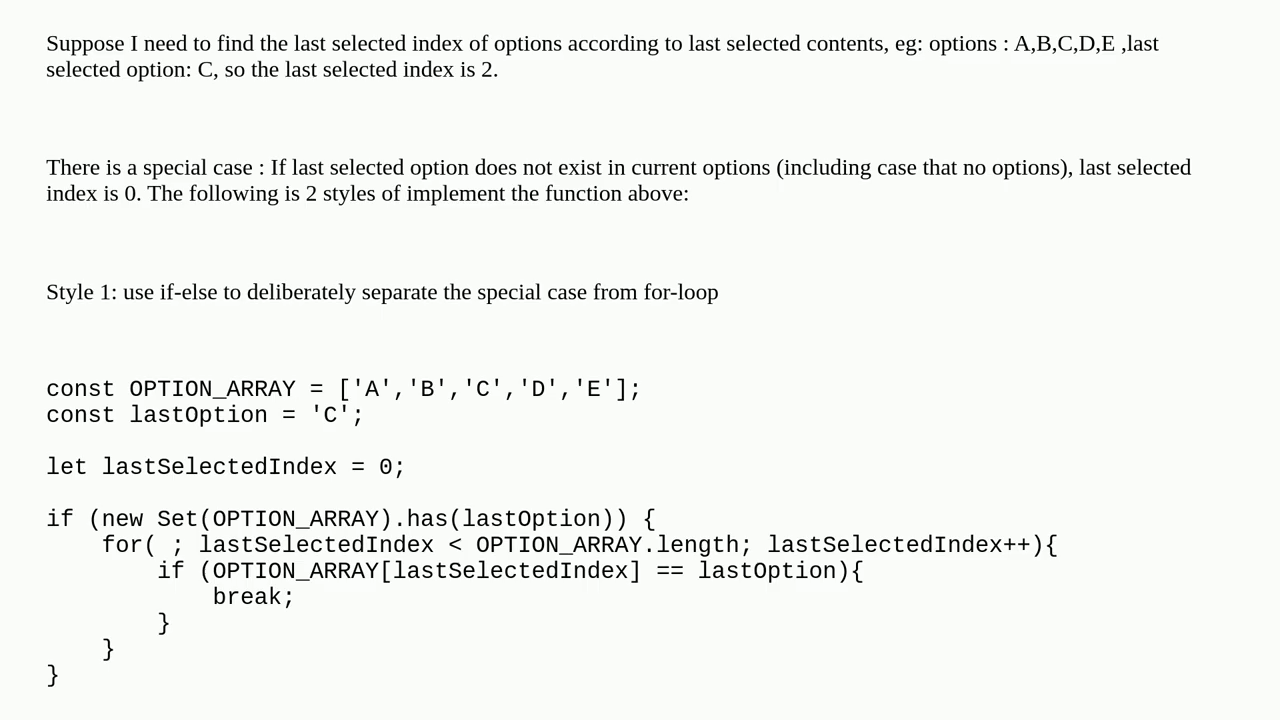 Suppose I need to find the last selected index of options according to last selected contents, eg: options : A,B,C,D,E ,last
selected option: C, so the last selected index is 2.
There is a special case : If last selected option does not exist in current options (including case that no options), last selected
index is 0. The following is 2 styles of implement the function above:
Style 1: use if-else to deliberately separate the special case from for-loop
const OPTION_ARRAY = ['A','B','C','D','E'];
const lastOption = 'C';
let lastSelectedIndex = 0;
if (new Set(OPTION_ARRAY).has(lastOption)) {
    for( ; lastSelectedIndex < OPTION_ARRAY.length; lastSelectedIndex++){
        if (OPTION_ARRAY[lastSelectedIndex] == lastOption){
            break;
        }
    }
}